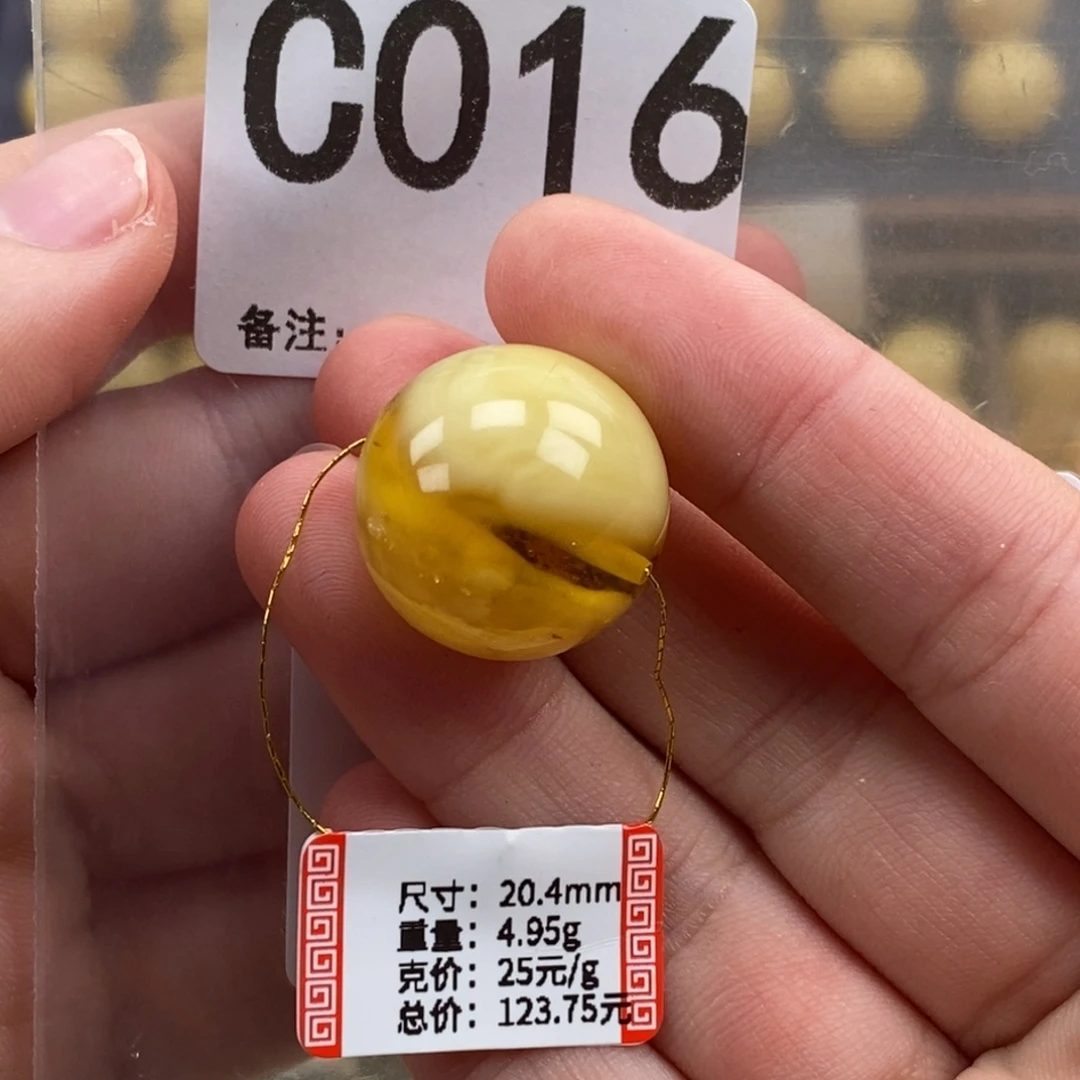 C016
备注:
尺寸：20.4mm
重量：4.95g
克价：25元/g
总价：123.75元